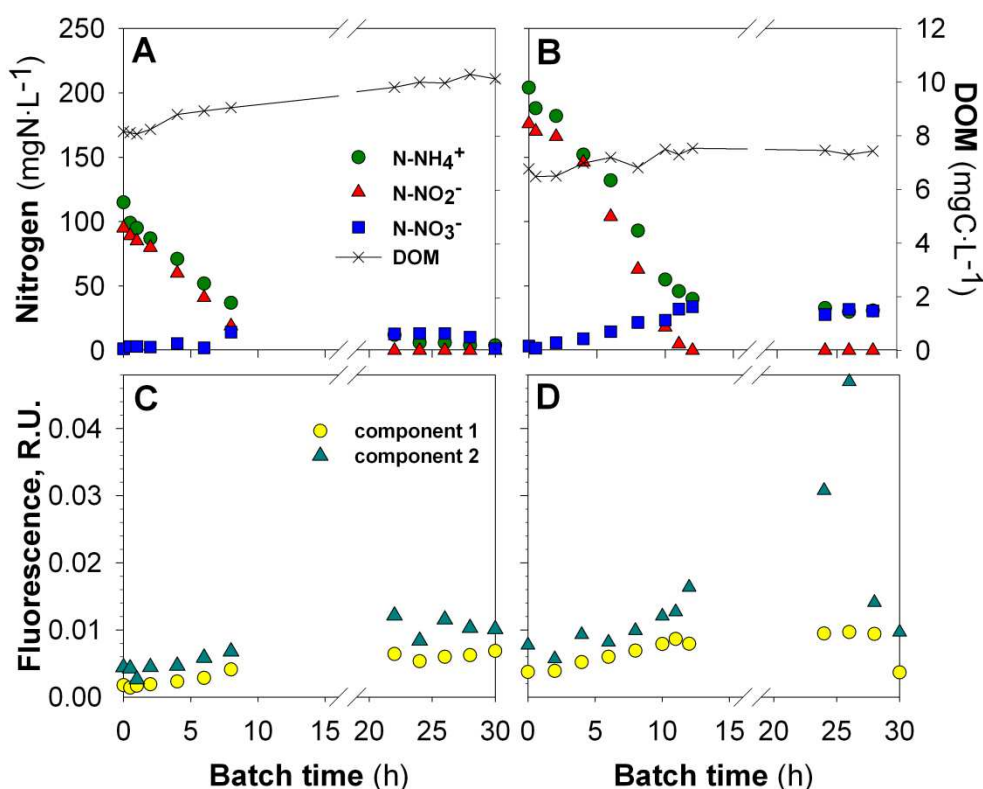 250
200
150
100
50
0
Nitrogen (mgN·L⁻¹)
A
N-NH₄⁺
N-NO₂⁻
N-NO₃⁻
DOM
B
12
10
8
6
4
2
0
DOM (mgC·L⁻¹)
0.04
0.03
0.02
0.01
0.00
Fluorescence, R.U.
C
component 1
component 2
D
0 5 10 15 20 25 30
0 5 10 15 20 25 30
Batch time (h)
Batch time (h)